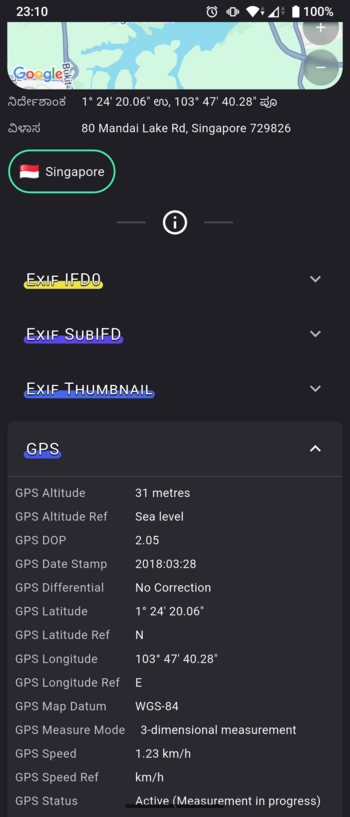 23:10
100%
+
Google
−
ನಿರ್ದೇಶಾಂಕ 1° 24' 20.06" ಉ, 103° 47' 40.28" ಪೂ
ವಿಳಾಸ 80 Mandai Lake Rd, Singapore 729826
Singapore
Exif IFD0
Exif SubIFD
Exif Thumbnail
GPS
GPS Altitude 31 metres
GPS Altitude Ref Sea level
GPS DOP 2.05
GPS Date Stamp 2018:03:28
GPS Differential No Correction
GPS Latitude 1° 24' 20.06"
GPS Latitude Ref N
GPS Longitude 103° 47' 40.28"
GPS Longitude Ref E
GPS Map Datum WGS-84
GPS Measure Mode 3-dimensional measurement
GPS Speed 1.23 km/h
GPS Speed Ref km/h
GPS Status Active (Measurement in progress)